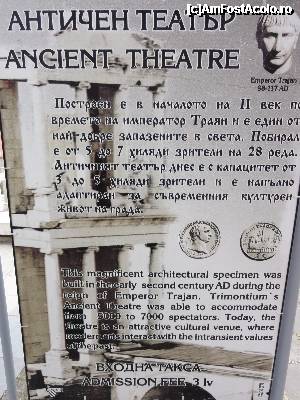 (c)AmFostAcolo.ro
АНТИЧЕН ТЕАТЪР
ANCIENT THEATRE
Emperor Trajan
98-117 AD
Построен е в началото на II век по
времето на император Траян и е един от
най-добре запазените в света. Побирал
е от 5 до 7 хиляди зрители на 28 реда.
Античният театър днес е с капацитет от
3 до 5 хиляди зрители и е напълно
адаптиран за съвременния културен
живот на града.
This magnificent architectural specimen was
built in the early second century AD during the
reign of Emperor Trajan. Trimontium`s
Ancient Theatre was able to accommodate
from 5000 to 7000 spectators. Today, the
theatre is an attractive cultural venue, where
modern arts interact with the intransient values
of the past.
ВХОДНА ТАКСА
ADMISSION FEE 3 lv